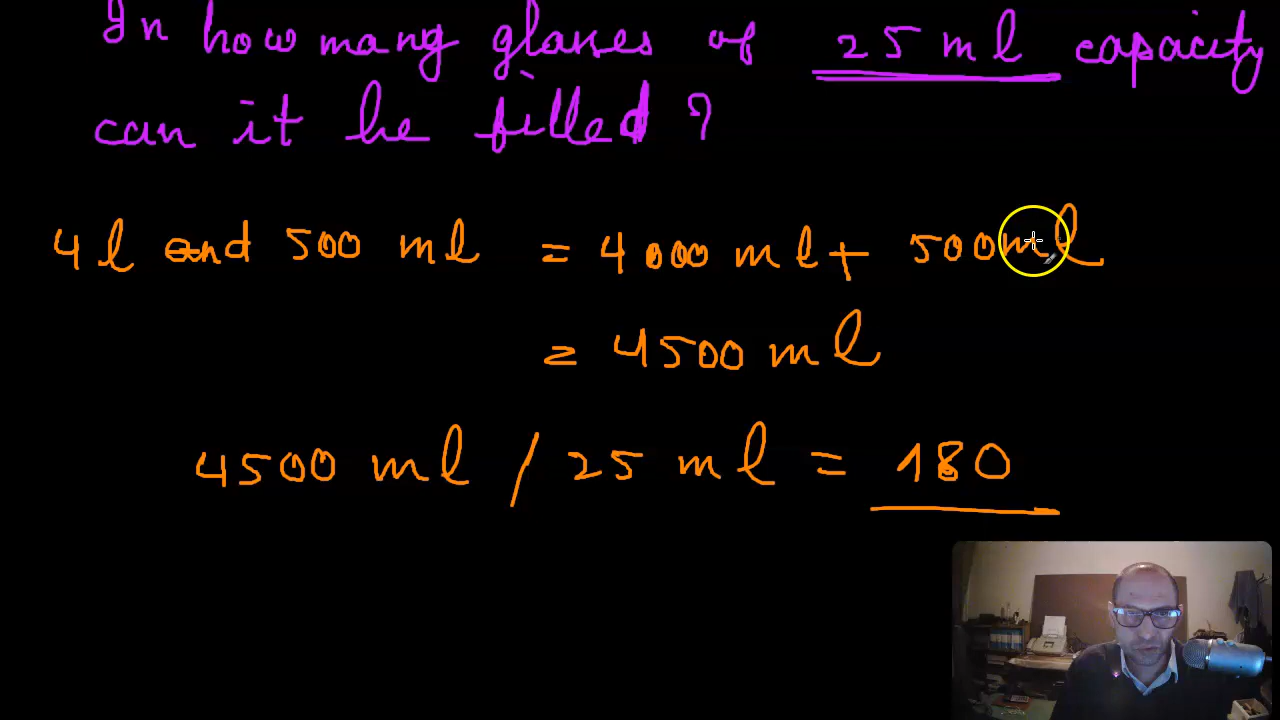 In how many glasses of 25 ml capacity
can it be filled ?
4 l and 500 ml = 4000 ml + 500 ml
= 4500 ml
4500 ml / 25 ml = 180